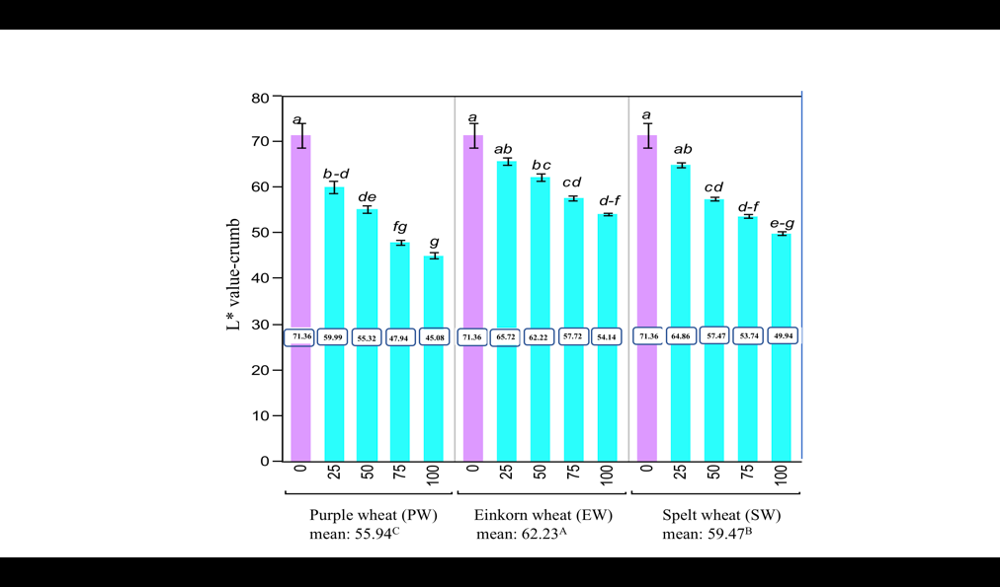 L* value-crumb
80
70
60
50
40
30
20
10
0
a b-d de fg g
a ab bc cd d-f
a ab cd d-f e-g
71.36 59.99 55.32 47.94 45.08
71.36 65.72 62.22 57.72 54.14
71.36 64.86 57.47 53.74 49.94
0 25 50 75 100
0 25 50 75 100
0 25 50 75 100
Purple wheat (PW)
mean: 55.94ᶜ
Einkorn wheat (EW)
mean: 62.23ᴬ
Spelt wheat (SW)
mean: 59.47ᴮ